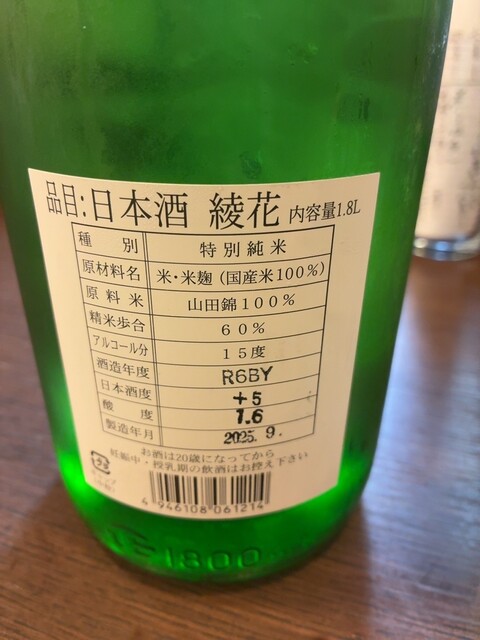 品目:日本酒 綾花 内容量1.8L
種別 特別純米
原材料名 米・米麹(国産米100%)
原料米 山田錦100%
精米歩合 60%
アルコール分 15度
酒造年度 R6BY
日本酒度 +5
酸度 1.6
製造年月 2025. 9.
お酒は20歳になってから
妊娠中・授乳期の飲酒はお控え下さい
4 946108 061214
1800